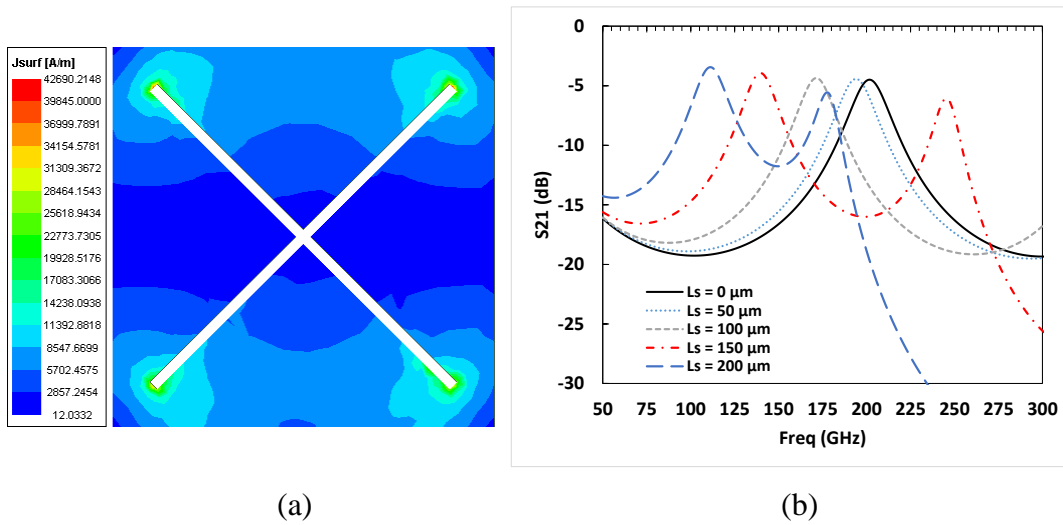 Jsurf [A/m]
42690.2148
39845.0000
36999.7891
34154.5781
31309.3672
28464.1543
25618.9434
22773.7305
19928.5176
17083.3066
14238.0938
11392.8818
8547.6699
5702.4575
2857.2454
12.0332
(a)
0
-5
-10
-15
-20
-25
-30
S21 (dB)
Ls = 0 μm
Ls = 50 μm
Ls = 100 μm
Ls = 150 μm
Ls = 200 μm
50 75 100 125 150 175 200 225 250 275 300
Freq (GHz)
(b)